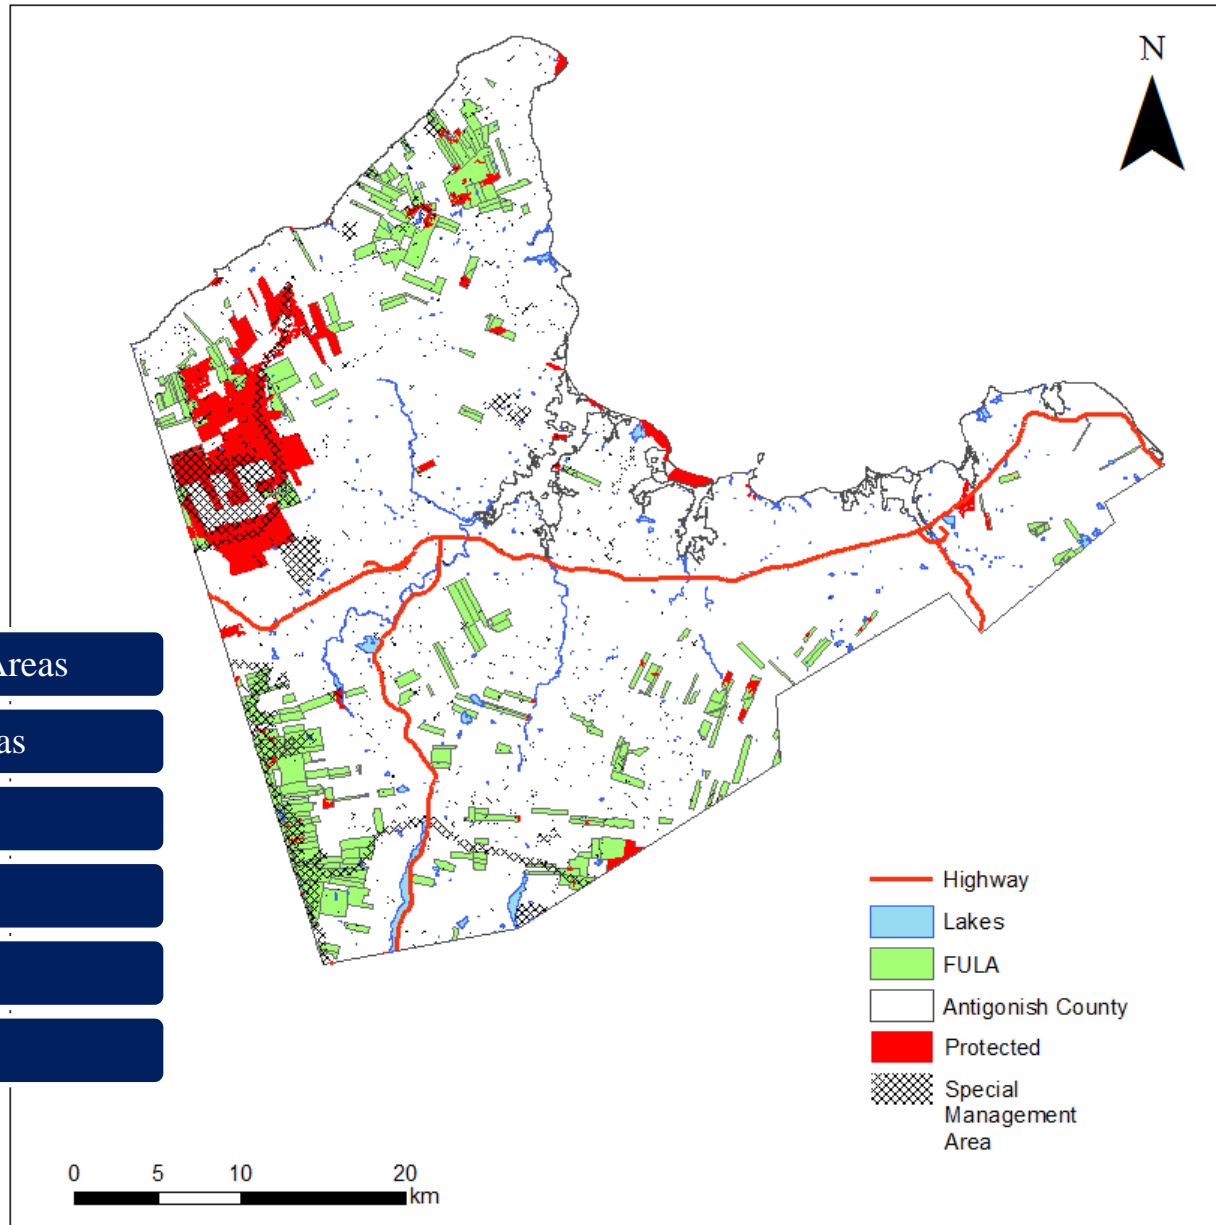 N
Areas
as
Highway
Lakes
FULA
Antigonish County
Protected
Special
Management
Area
0 5 10 20
km